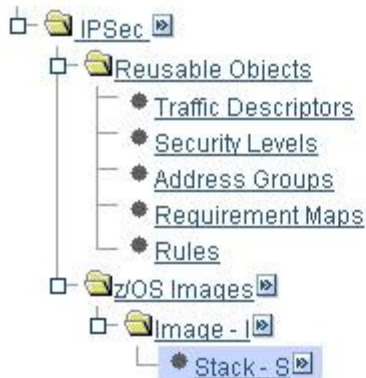 IPSec
Reusable Objects
Traffic Descriptors
Security Levels
Address Groups
Requirement Maps
Rules
z/OS Images
Image - I
Stack - S